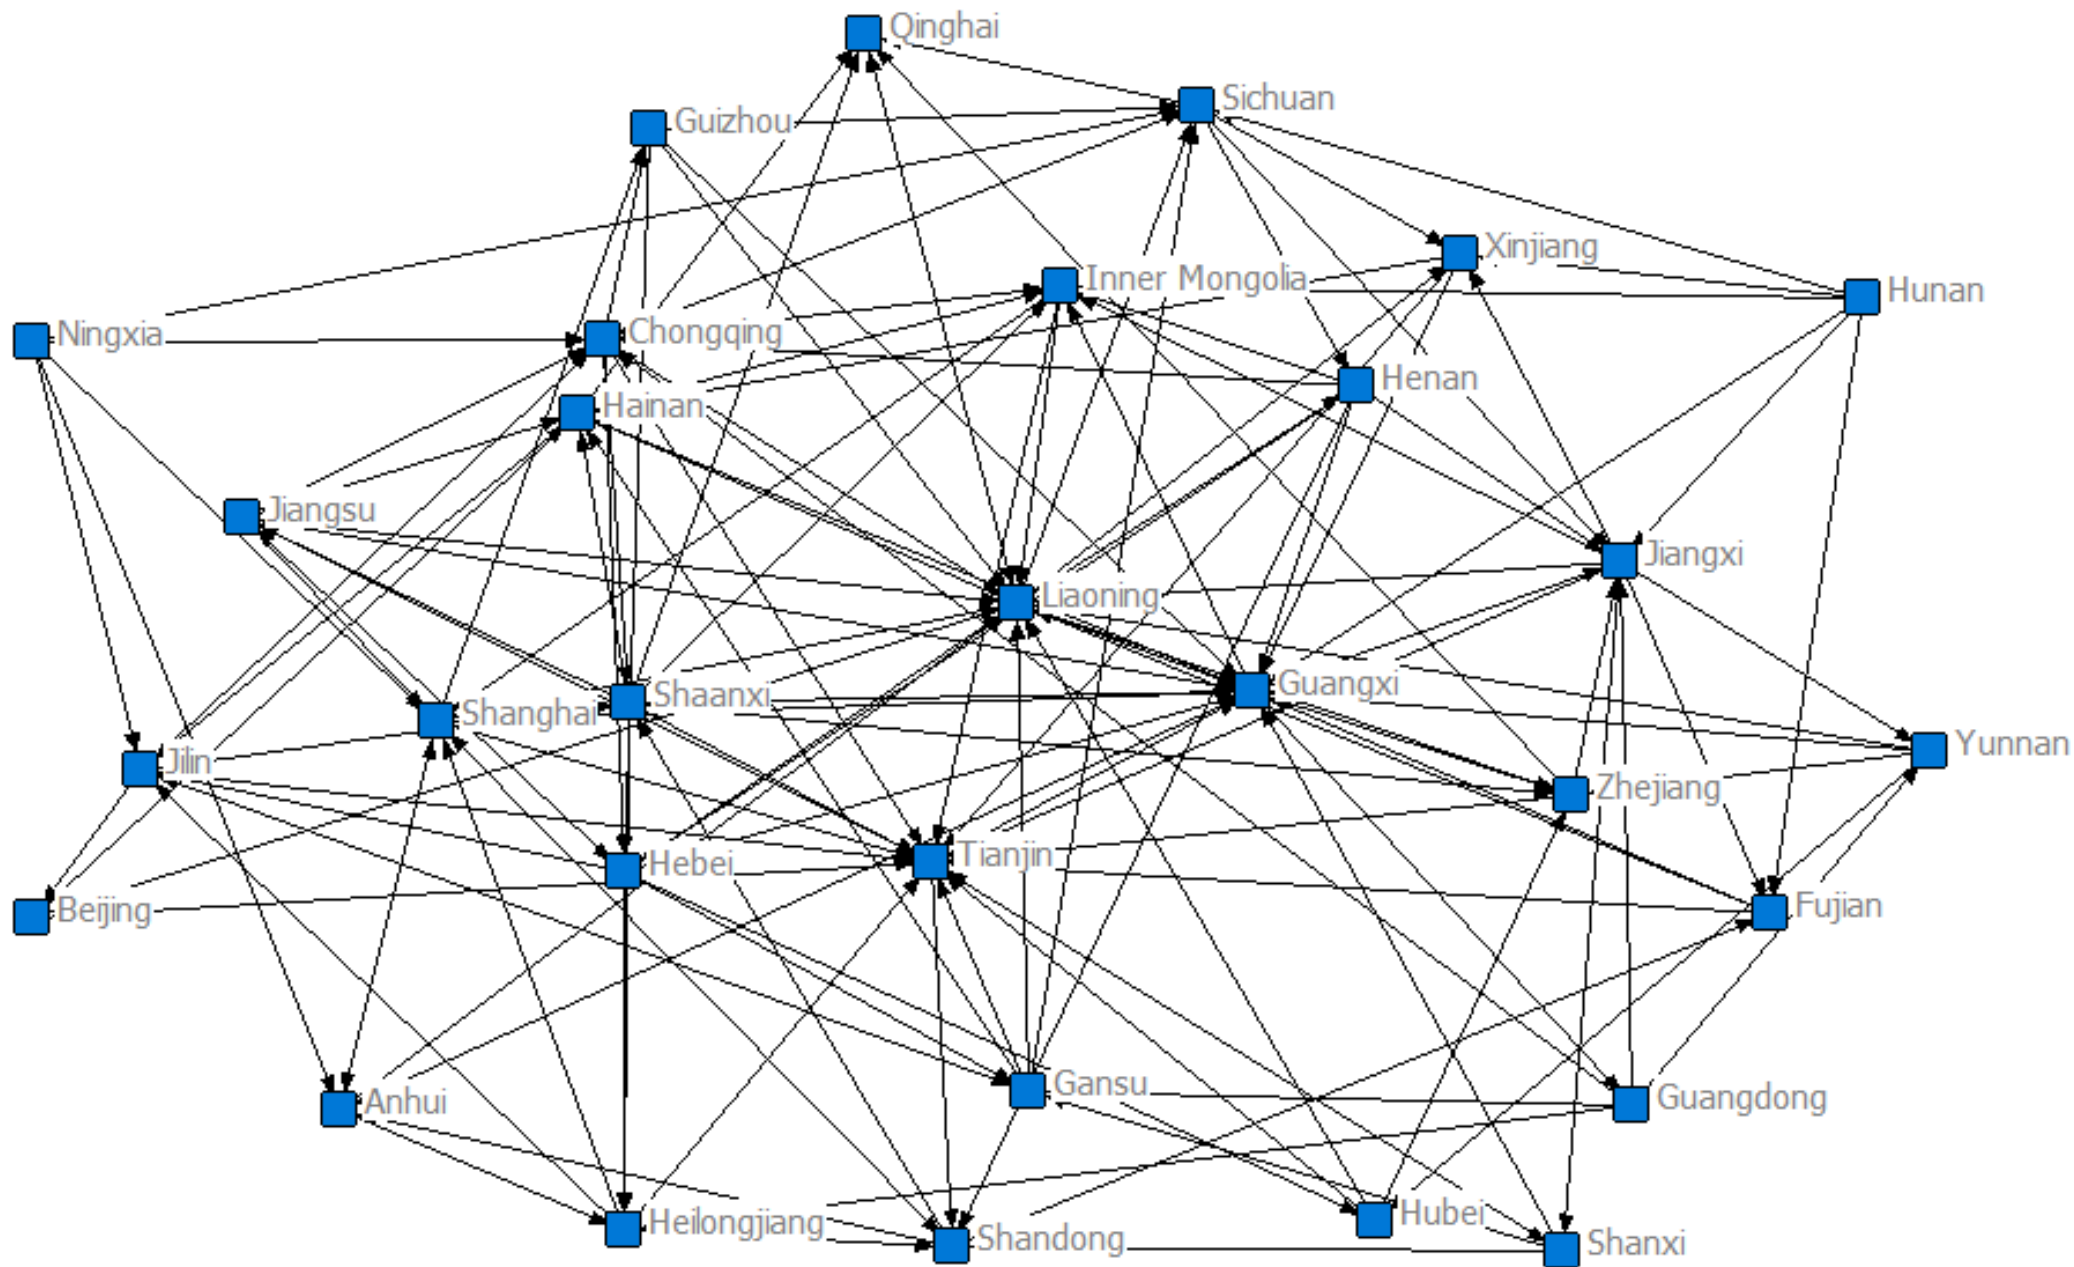 Qinghai
Sichuan
Guizhou
Xinjiang
Inner Mongolia
Hunan
Ningxia
Chongqing
Henan
Hainan
Jiangsu
Jiangxi
Liaoning
Guangxi
Shaanxi
Shanghai
Yunnan
Jilin
Zhejiang
Tianjin
Hebei
Fujian
Beijing
Gansu
Guangdong
Anhui
Hubei
Heilongjiang
Shandong
Shanxi